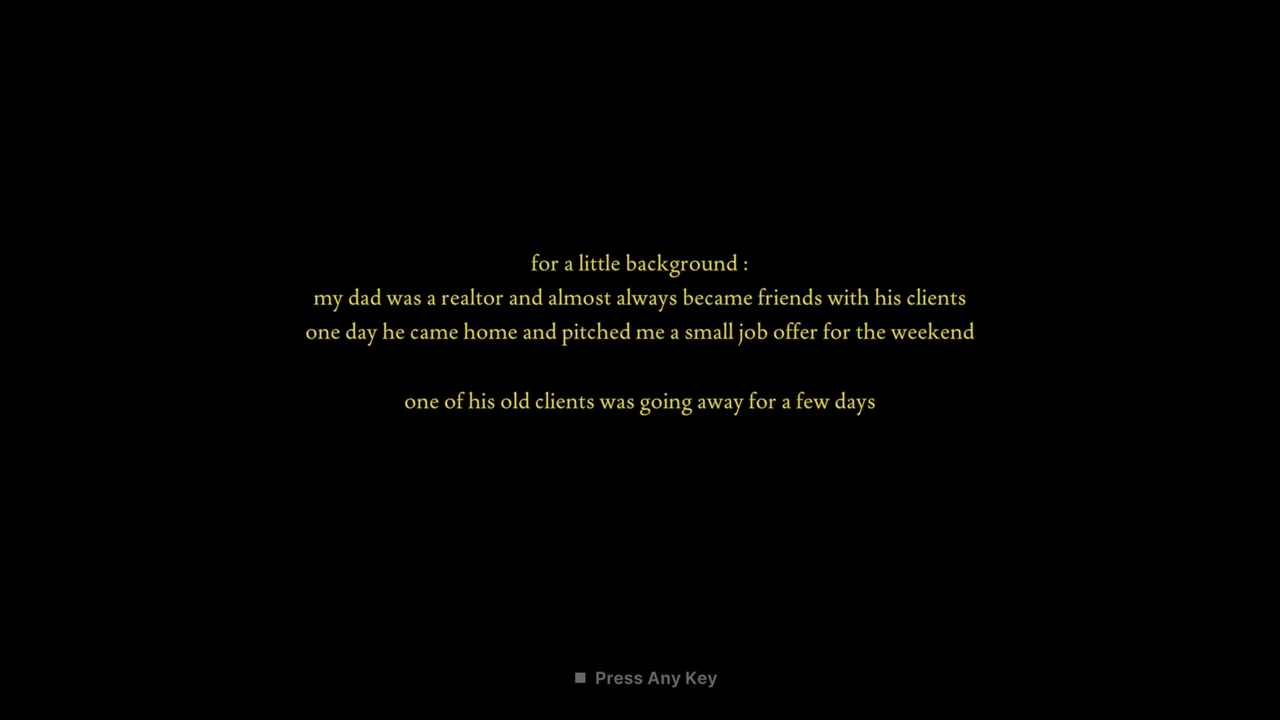 for a little background :
my dad was a realtor and almost always became friends with his clients
one day he came home and pitched me a small job offer for the weekend
one of his old clients was going away for a few days
Press Any Key